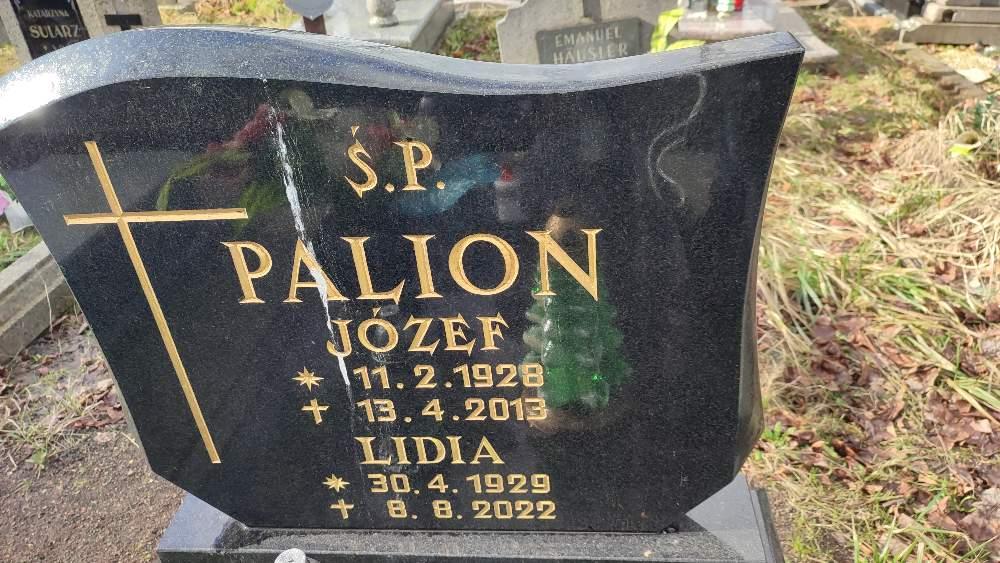 KATARZYNA
SULARZ
EMANUEL
HÄUSLER
Ś.P.
PALION
JÓZEF
11.2.1928
13.4.2013
LIDIA
30.4.1929
8.8.2022